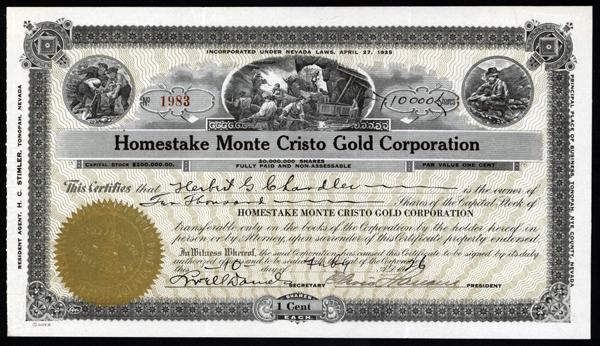 INCORPORATED UNDER NEVADA LAWS, APRIL 27, 1925
No 1983
10000 Shares
Homestake Monte Cristo Gold Corporation
CAPITAL STOCK $200,000.00.
20,000,000 SHARES
FULLY PAID AND NON-ASSESSABLE
PAR VALUE ONE CENT
This Certifies that Herbert G Chandler is the owner of
Ten Thousand Shares of the Capital Stock of
HOMESTAKE MONTE CRISTO GOLD CORPORATION
transferable only on the books of the Corporation by the holder hereof in
person or by Attorney, upon surrender of this Certificate properly endorsed.
In Witness Whereof, the said Corporation has caused this Certificate to be signed by its duly
authorized officers and to be sealed with the seal of the Corporation
this 10 day of A.D. 1926
SECRETARY
PRESIDENT
SHARES
1 Cent
EACH
RESIDENT AGENT, H. C. STIMLER, TONOPAH, NEVADA
PRINCIPAL PLACE OF BUSINESS, TONOPAH, NYE COUNTY, NEVADA